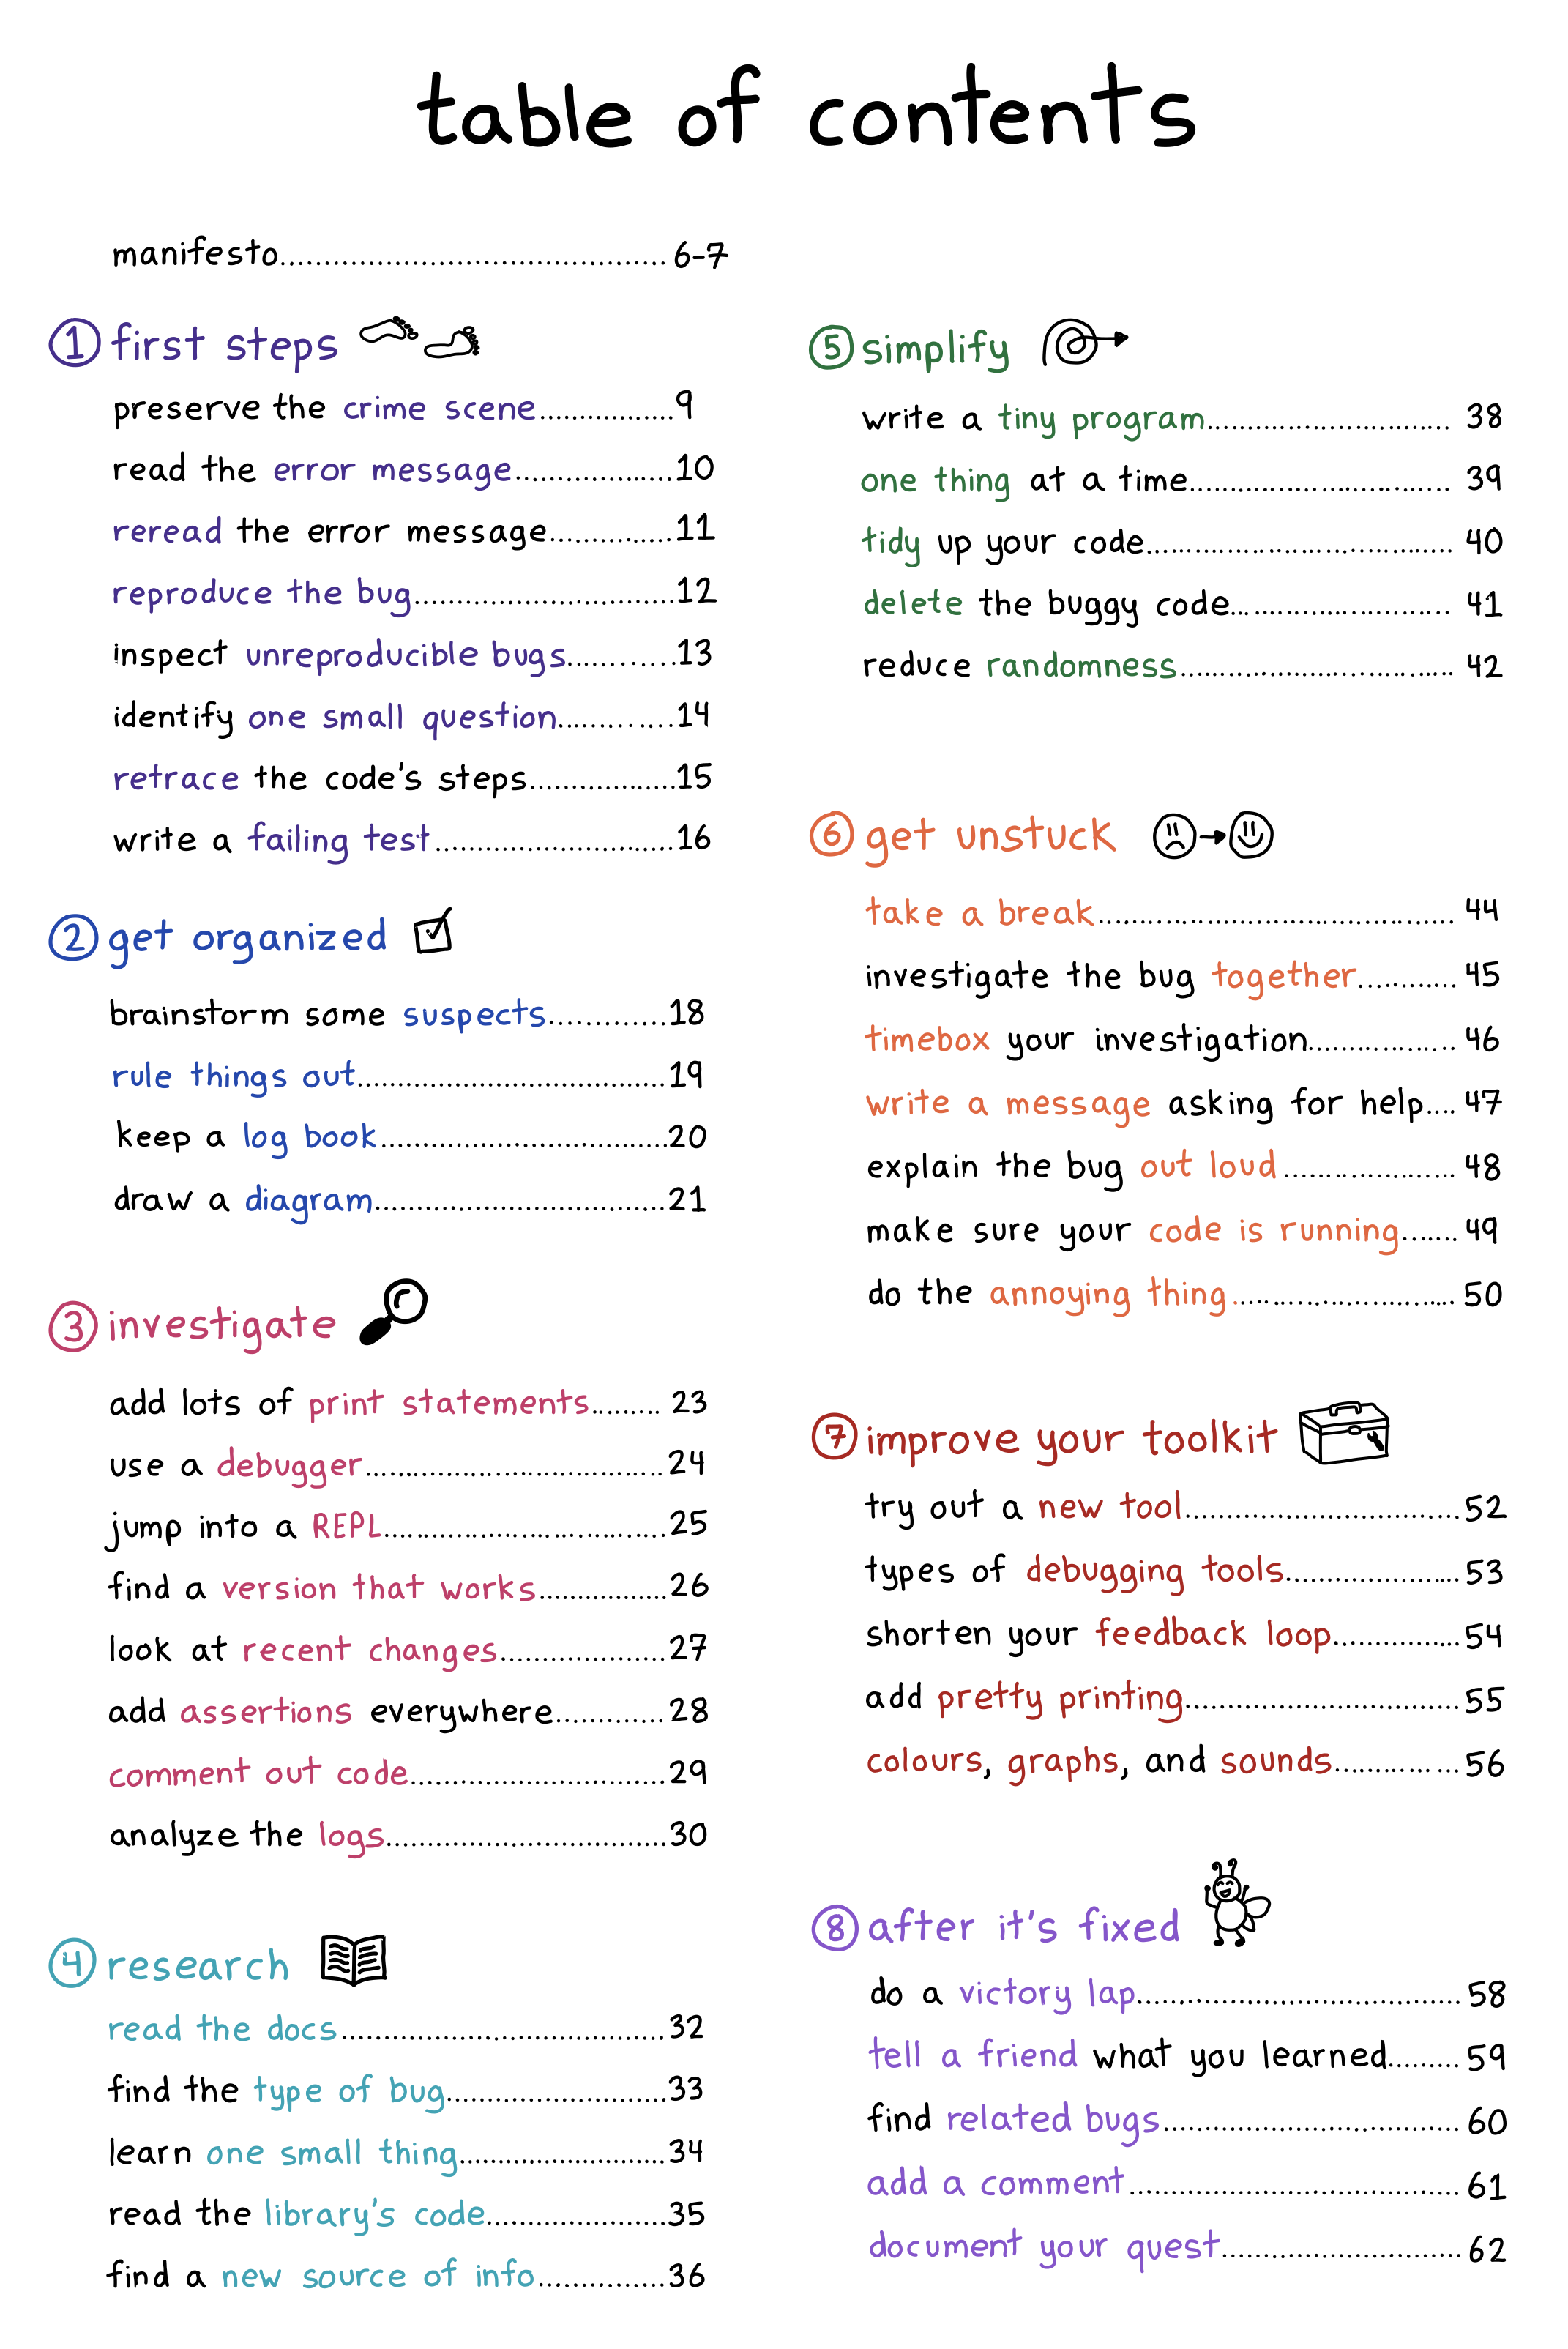 table of contents
manifesto........................................ 6-7
1 first steps
preserve the crime scene................9
read the error message.................10
reread the error message..............11
reproduce the bug...........................12
inspect unreproducible bugs...........13
identify one small question............14
retrace the code's steps................15
write a failing test.........................16
2 get organized
brainstorm some suspects............18
rule things out................................19
keep a log book..............................20
draw a diagram..............................21
3 investigate
add lots of print statements........ 23
use a debugger...............................24
jump into a REPL............................25
find a version that works..............26
look at recent changes..................27
add assertions everywhere............28
comment out code...........................29
analyze the logs.............................30
4 research
read the docs..................................32
find the type of bug.......................33
learn one small thing.....................34
read the library's code...................35
find a new source of info.............36
5 simplify
write a tiny program......................... 38
one thing at a time........................... 39
tidy up your code................................ 40
delete the buggy code....................... 41
reduce randomness............................ 42
6 get unstuck
take a break..................................... 44
investigate the bug together........... 45
timebox your investigation................ 46
write a message asking for help.... 47
explain the bug out loud.................. 48
make sure your code is running....... 49
do the annoying thing....................... 50
7 improve your toolkit
try out a new tool............................52
types of debugging tools..................53
shorten your feedback loop.............54
add pretty printing............................55
colours, graphs, and sounds.............56
8 after it's fixed
do a victory lap.................................58
tell a friend what you learned........59
find related bugs...............................60
add a comment..................................61
document your quest.........................62